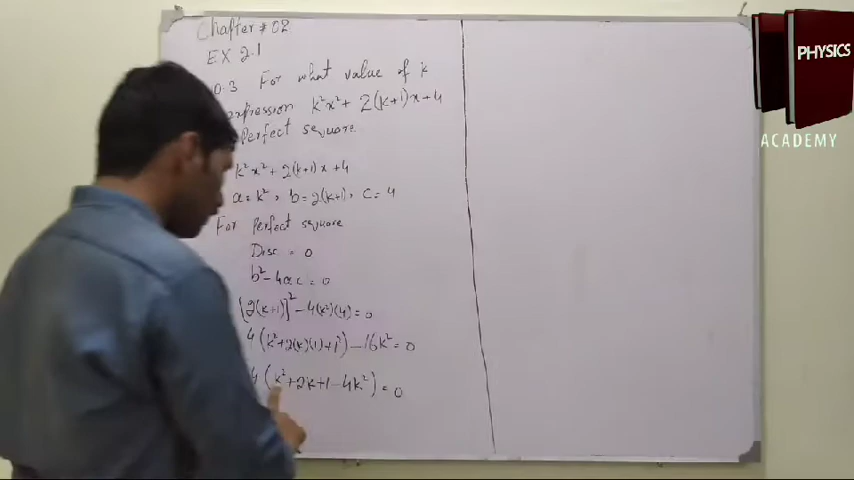 Chapter # 02
EX 2.1
Q.3 For what value of k
expression k²x² + 2(k+1)x + 4
perfect square.
k²x² + 2(k+1)x + 4
a = k², b = 2(k+1), c = 4
For perfect square
Disc = 0
b² - 4ac = 0
[2(k+1)]² - 4(k²)(4) = 0
4(k² + 2(k)(1) + 1²) - 16k² = 0
4(k² + 2k + 1 - 4k²) = 0
PHYSICS
ACADEMY